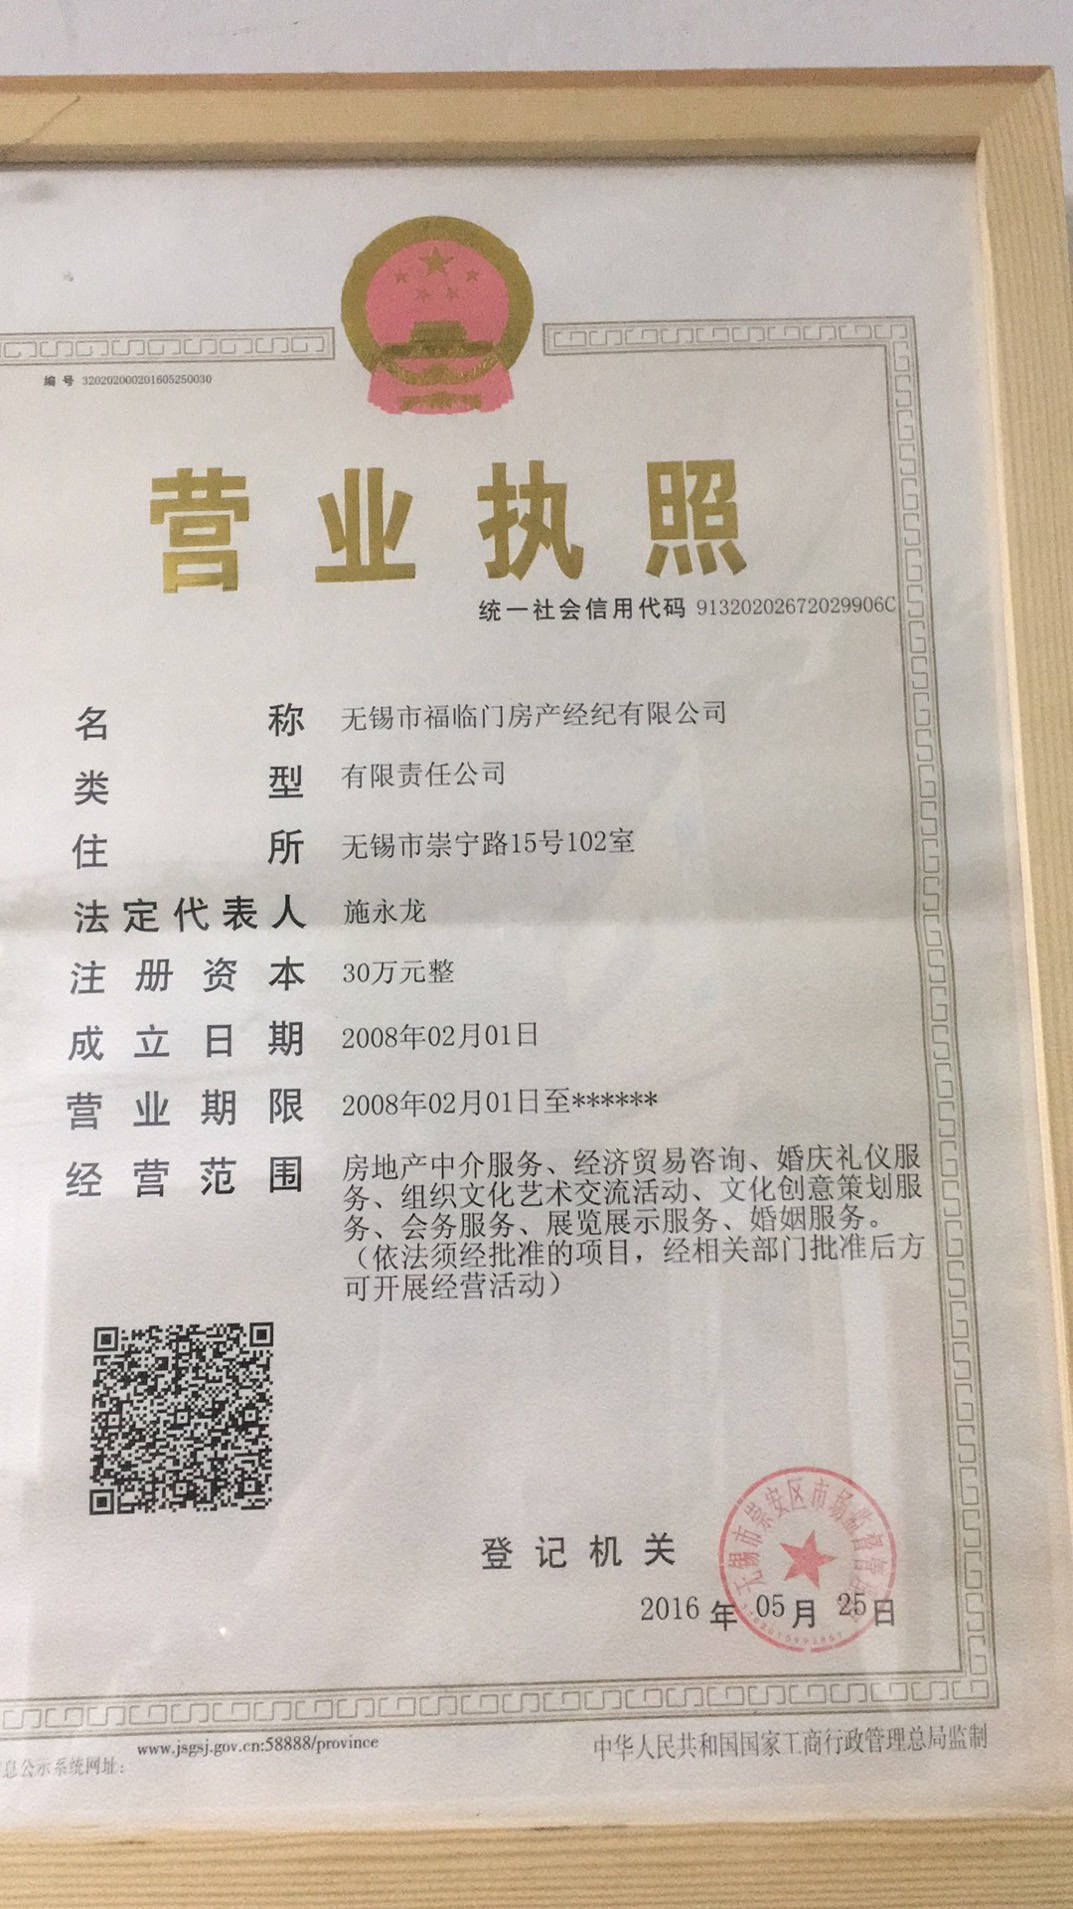 编 号 320202000201605250030
营业执照
统一社会信用代码 91320202672029906C
名称 无锡市福临门房产经纪有限公司
类型 有限责任公司
住所 无锡市崇宁路15号102室
法定代表人 施永龙
注册资本 30万元整
成立日期 2008年02月01日
营业期限 2008年02月01日至******
经营范围 房地产中介服务、经济贸易咨询、婚庆礼仪服
务、组织文化艺术交流活动、文化创意策划服
务、会务服务、展览展示服务、婚姻服务。
(依法须经批准的项目，经相关部门批准后方
可开展经营活动)
无锡市崇安区市场监督管
登记机关
2016年05月25日
息公示系统网址：
www.jsgsj.gov.cn:58888/province
中华人民共和国国家工商行政管理总局监制